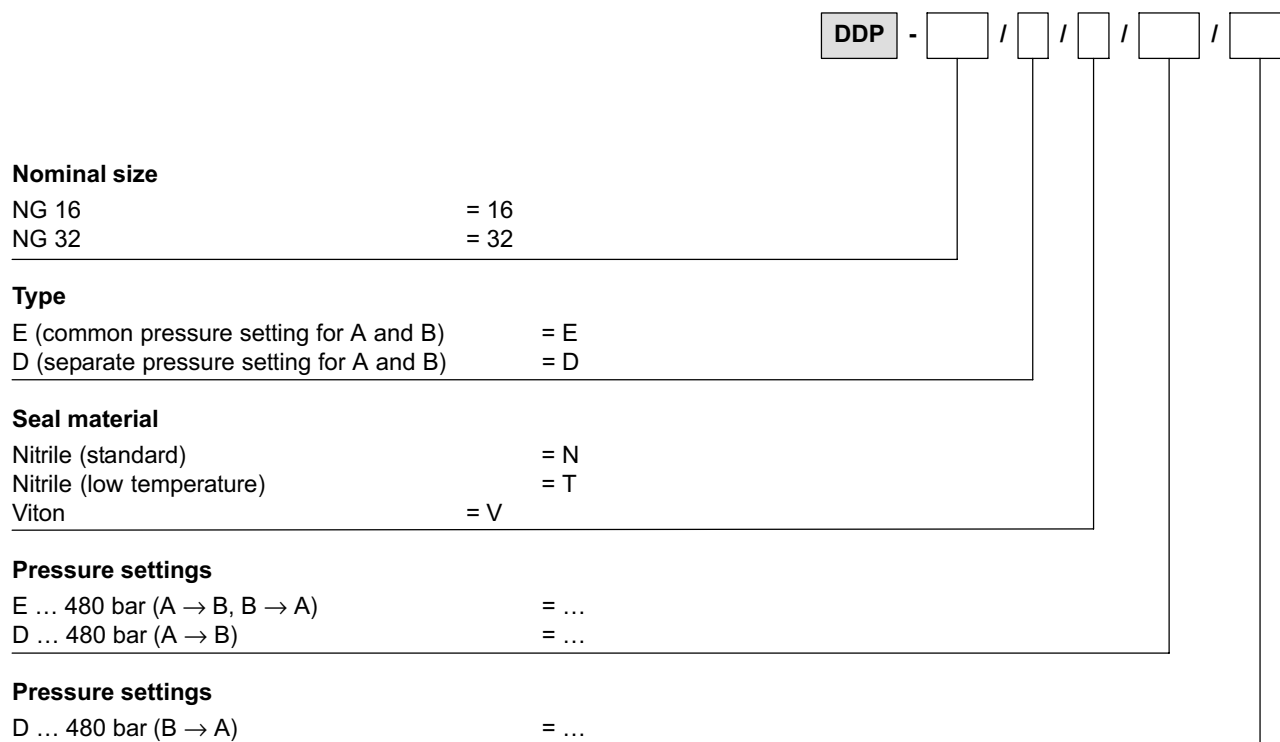 DDP - / / / /
Nominal size
NG 16 = 16
NG 32 = 32
Type
E (common pressure setting for A and B) = E
D (separate pressure setting for A and B) = D
Seal material
Nitrile (standard) = N
Nitrile (low temperature) = T
Viton = V
Pressure settings
E … 480 bar (A → B, B → A) = …
D … 480 bar (A → B) = …
Pressure settings
D … 480 bar (B → A) = …